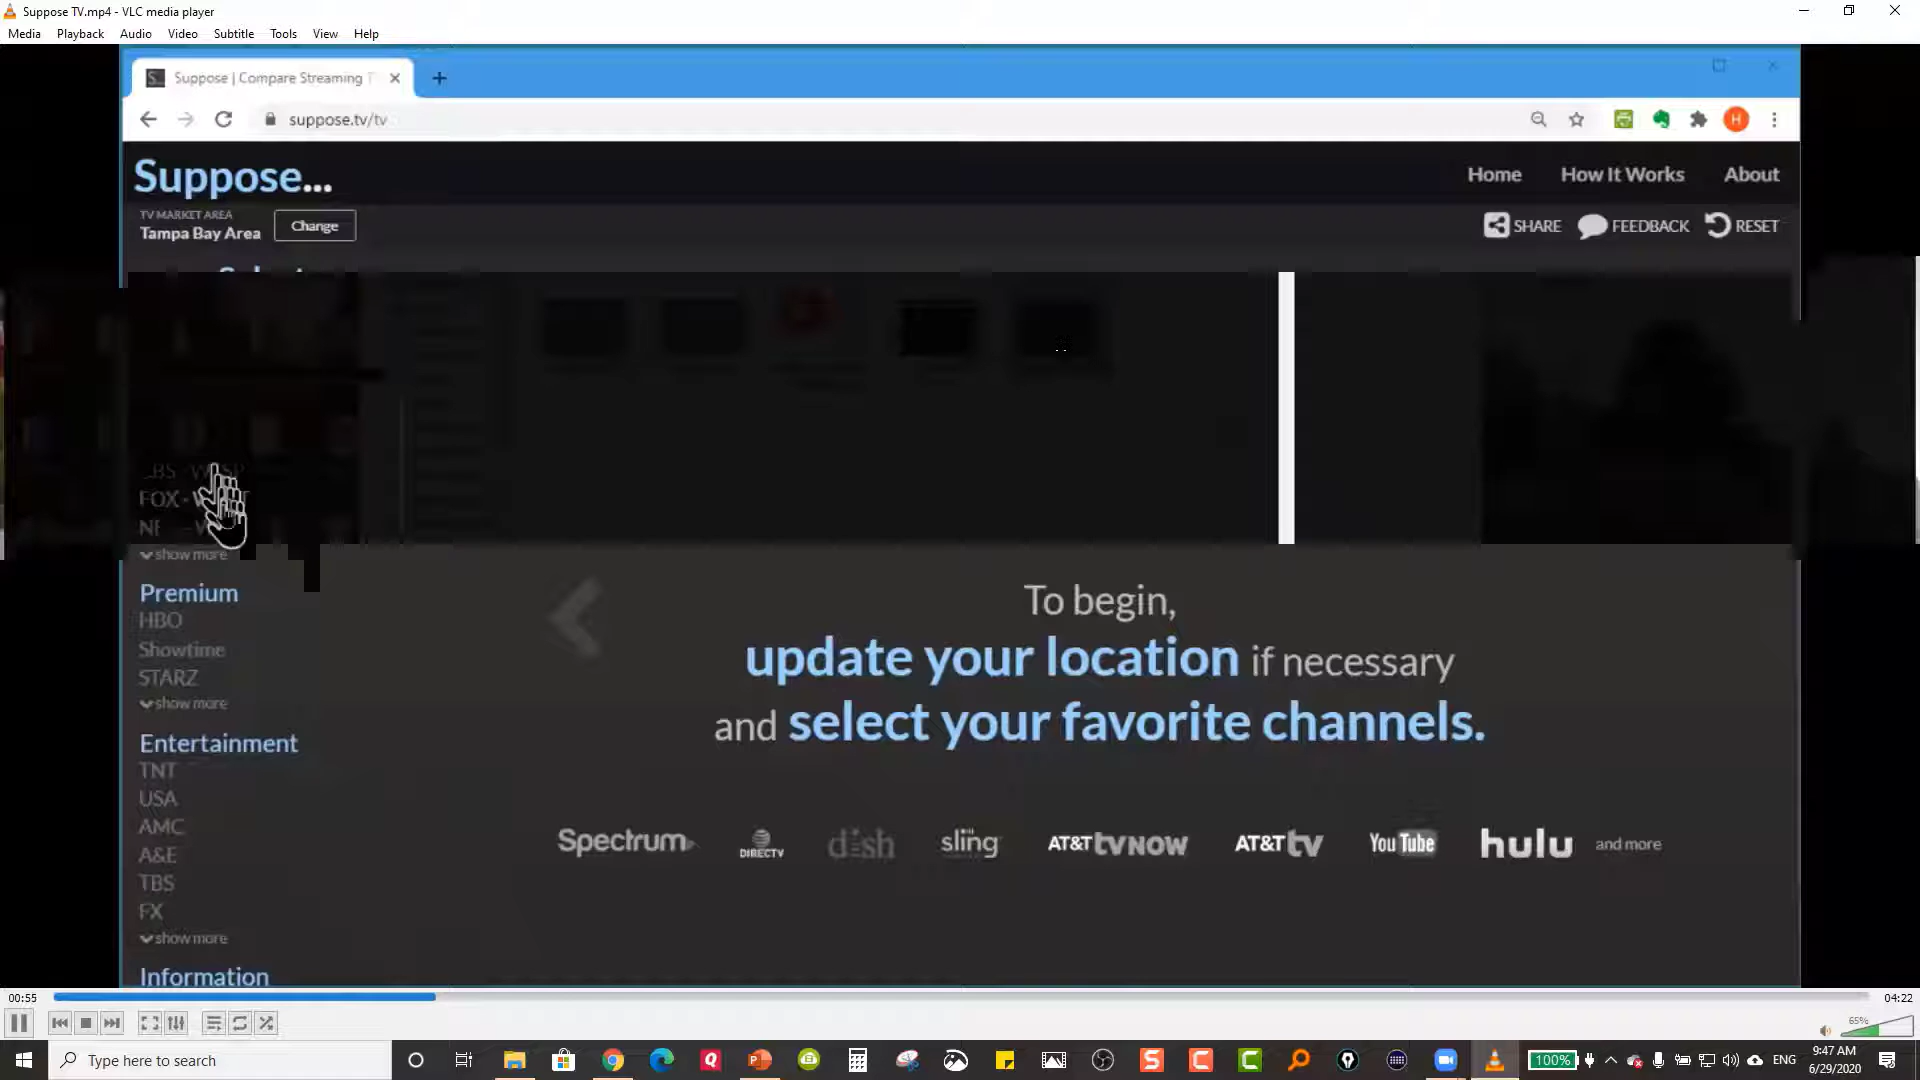 Suppose TV.mp4 - VLC media player
Media Playback Audio Video Subtitle Tools View Help
Suppose | Compare Streaming T
suppose.tv/tv
Suppose...
Home How It Works About
TV MARKET AREA
Tampa Bay Area
Change
SHARE FEEDBACK RESET
FOX -
show more
Premium
HBO
Showtime
STARZ
show more
Entertainment
TNT
USA
AMC
A&E
TBS
FX
show more
Information
To begin,
update your location if necessary
and select your favorite channels.
Spectrum DIRECTV dish sling AT&T tv NOW AT&T tv YouTube hulu and more
00:55
04:22
65%
Type here to search
100%
ENG
9:47 AM
6/29/2020